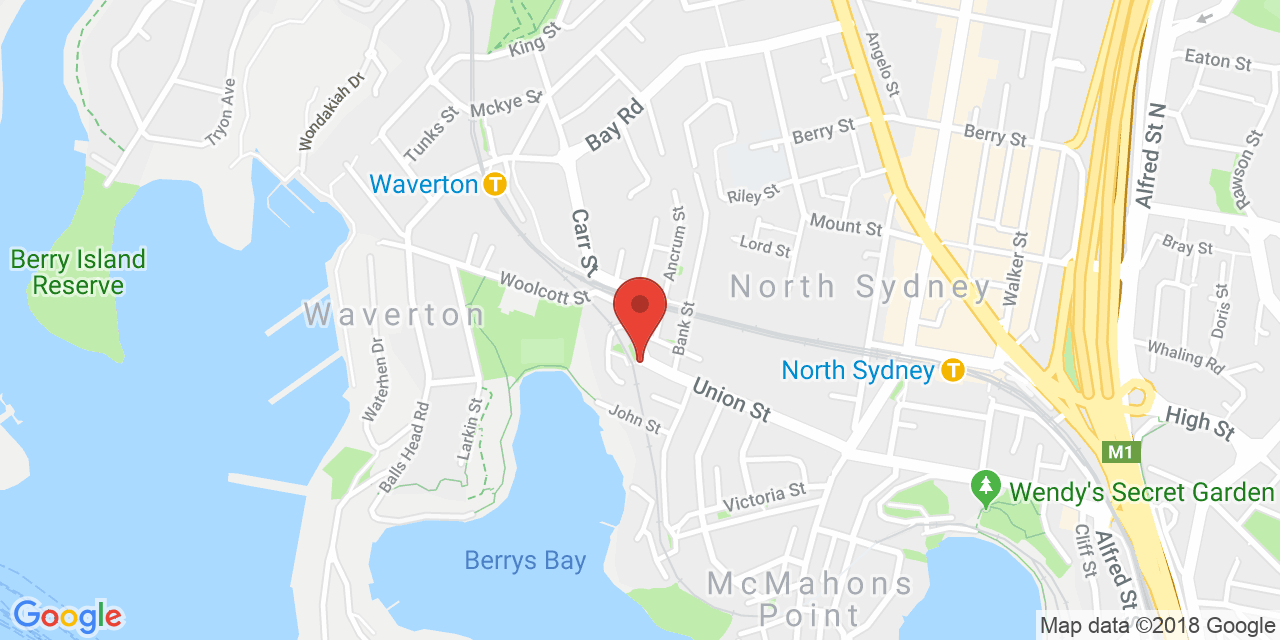 King St
Angelo St
Eaton St
Alfred St N
Mckye St
Wondakiah Dr
Tryon Ave
Tunks St
Bay Rd
Berry St
Berry St
Rawson St
Waverton
T
Riley St
Mount St
Carr St
Ancrum St
Lord St
Bray St
Walker St
Berry Island
Reserve
Woolcott St
North Sydney
Doris St
Waverton
Bank St
Whaling Rd
Waterhen Dr
North Sydney
T
Union St
Balls Head Rd
Larkin St
John St
High St
M1
Victoria St
Wendy's Secret Garden
Berrys Bay
Cliff St
Alfred St
McMahons
Point
Google
Map data ©2018 Google